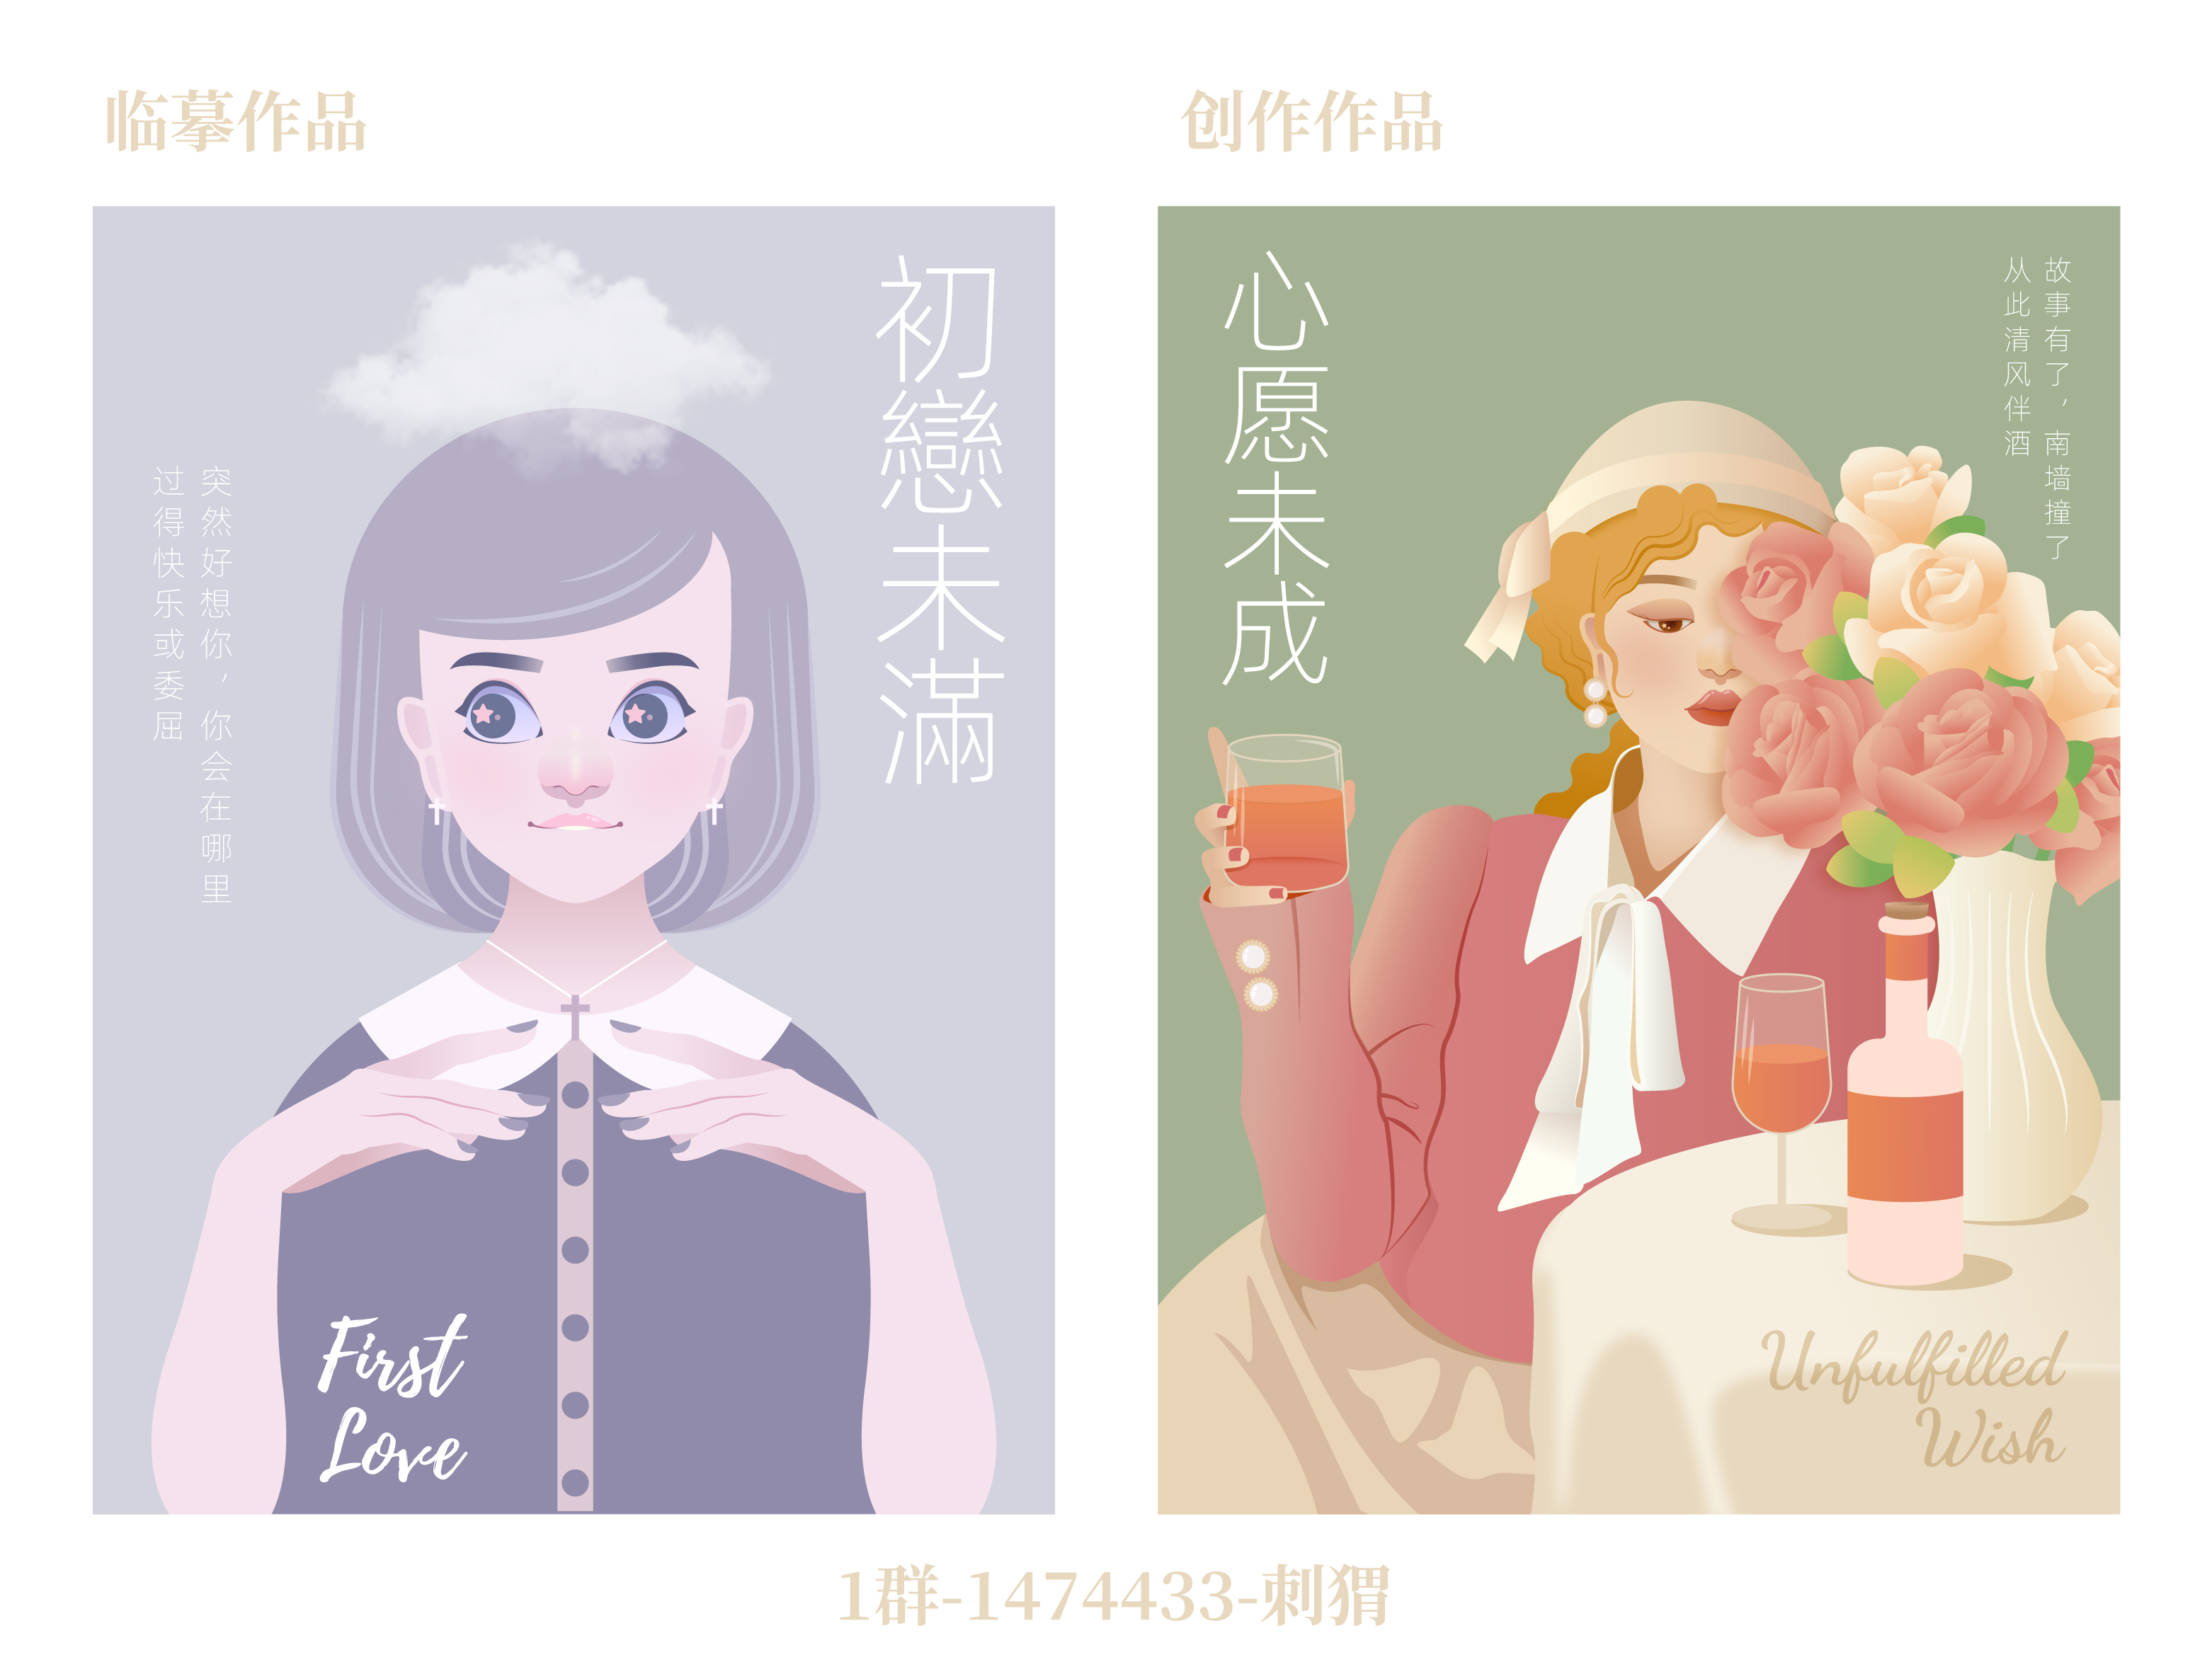 临摹作品
创作作品
初戀未滿
突然好想你，你会在哪里
过得快乐或委屈
First
Love
心愿未成
故事有了，南墙撞了
从此清风伴酒
Unfulfilled
Wish
1群-1474433-刺猬